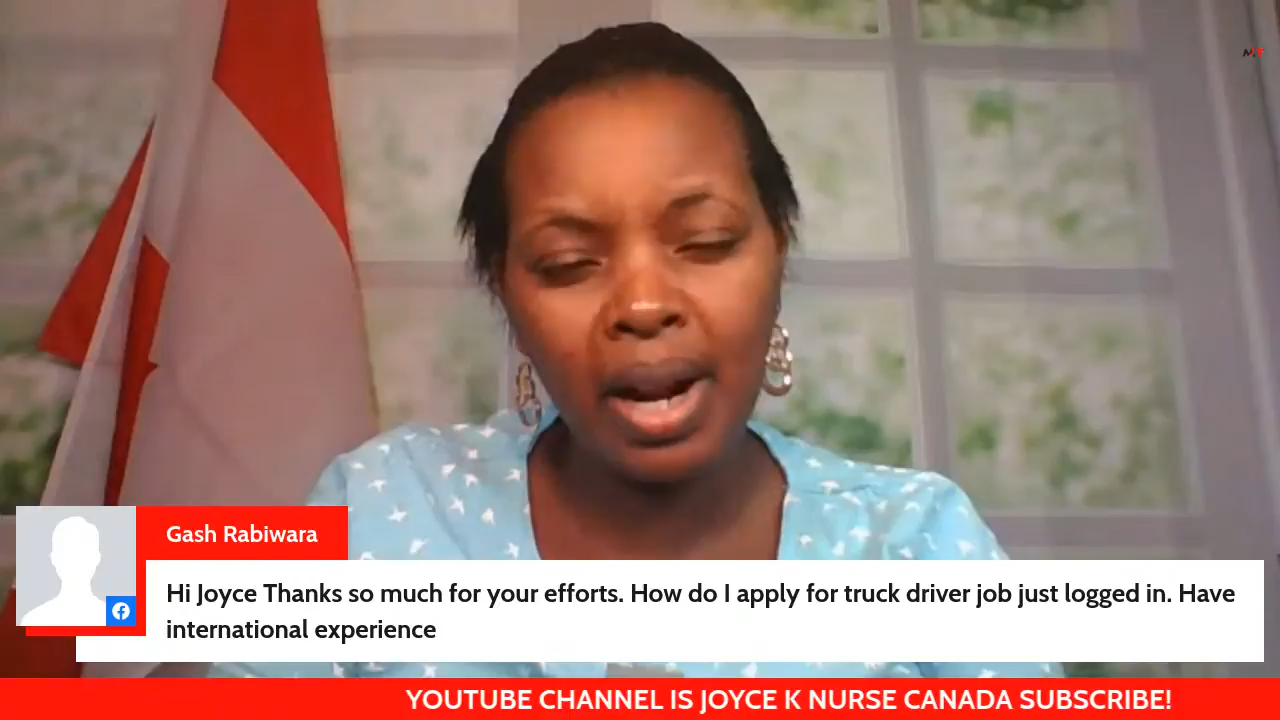 Gash Rabiwara
Hi Joyce Thanks so much for your efforts. How do I apply for truck driver job just logged in. Have
international experience
YOUTUBE CHANNEL IS JOYCE K NURSE CANADA SUBSCRIBE!